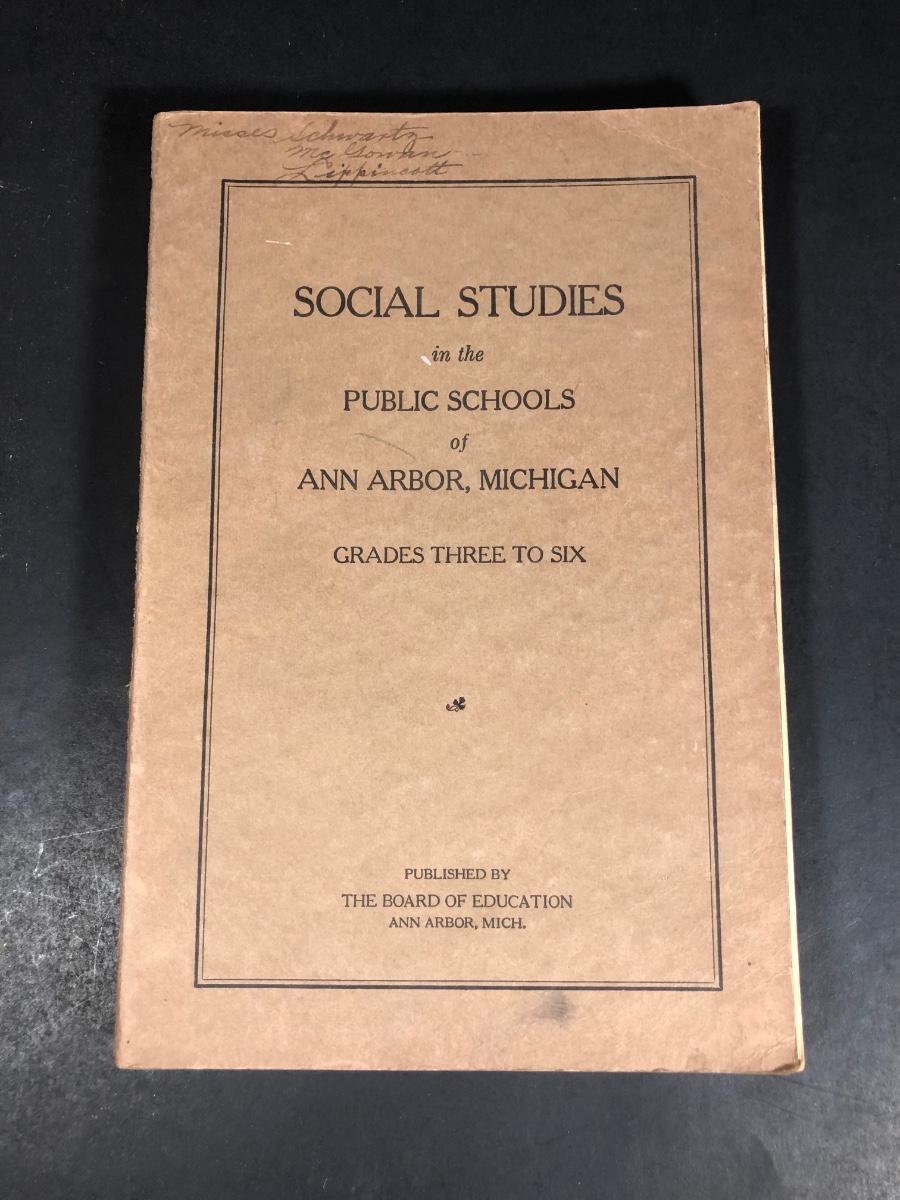 Misses Schwartz
McGowan
Lippincott
SOCIAL STUDIES
in the
PUBLIC SCHOOLS
of
ANN ARBOR, MICHIGAN
GRADES THREE TO SIX
PUBLISHED BY
THE BOARD OF EDUCATION
ANN ARBOR, MICH.